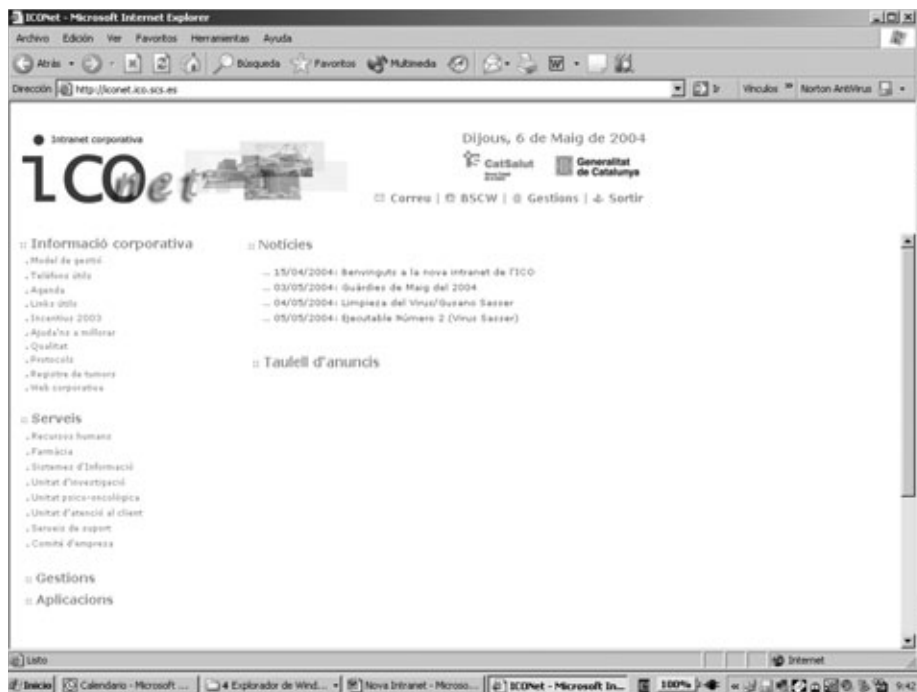 ICONet - Microsoft Internet Explorer
Archivo Edición Ver Favoritos Herramientas Ayuda
Atrás Búsqueda Favoritos Multimedia
Dirección http://iconet.ico.scs.es Ir Vínculos » Norton AntiVirus
Intranet corporativa
iCOnet
Dijous, 6 de Maig de 2004
CatSalut
Generalitat de Catalunya
Correu | BSCW | Gestions | Sortir
:: Informació corporativa
Model de gestió
Telèfons útils
Agenda
Links útils
Incentius 2003
Ajuda'ns a millorar
Qualitat
Protocols
Registre de tumors
Web corporativa
:: Serveis
Recursos humans
Farmàcia
Sistemes d'Informació
Unitat d'investigació
Unitat psico-oncològica
Unitat d'atenció al client
Serveis de suport
Comitè d'empresa
:: Gestions
:: Aplicacions
:: Notícies
... 15/04/2004: Benvinguts a la nova intranet de l'ICO
... 03/05/2004: Guàrdies de Maig del 2004
... 04/05/2004: Limpieza del Virus/Gusano Sasser
... 05/05/2004: Ejecutable Número 2 (Virus Sasser)
:: Taulell d'anuncis
Listo Internet
Inicio Calendario - Microsoft ... 4 Explorador de Wind... Nova Intranet - Microso... ICONet - Microsoft In... 100% 9:43